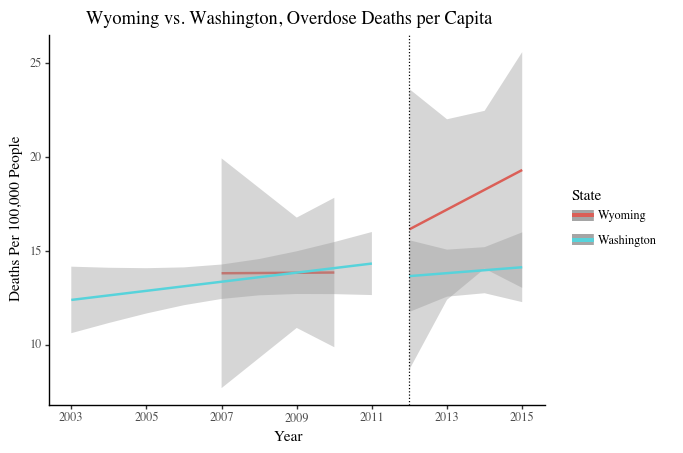 Wyoming vs. Washington, Overdose Deaths per Capita
Deaths Per 100,000 People
25
20
15
10
2003 2005 2007 2009 2011 2013 2015
Year
State
Wyoming
Washington